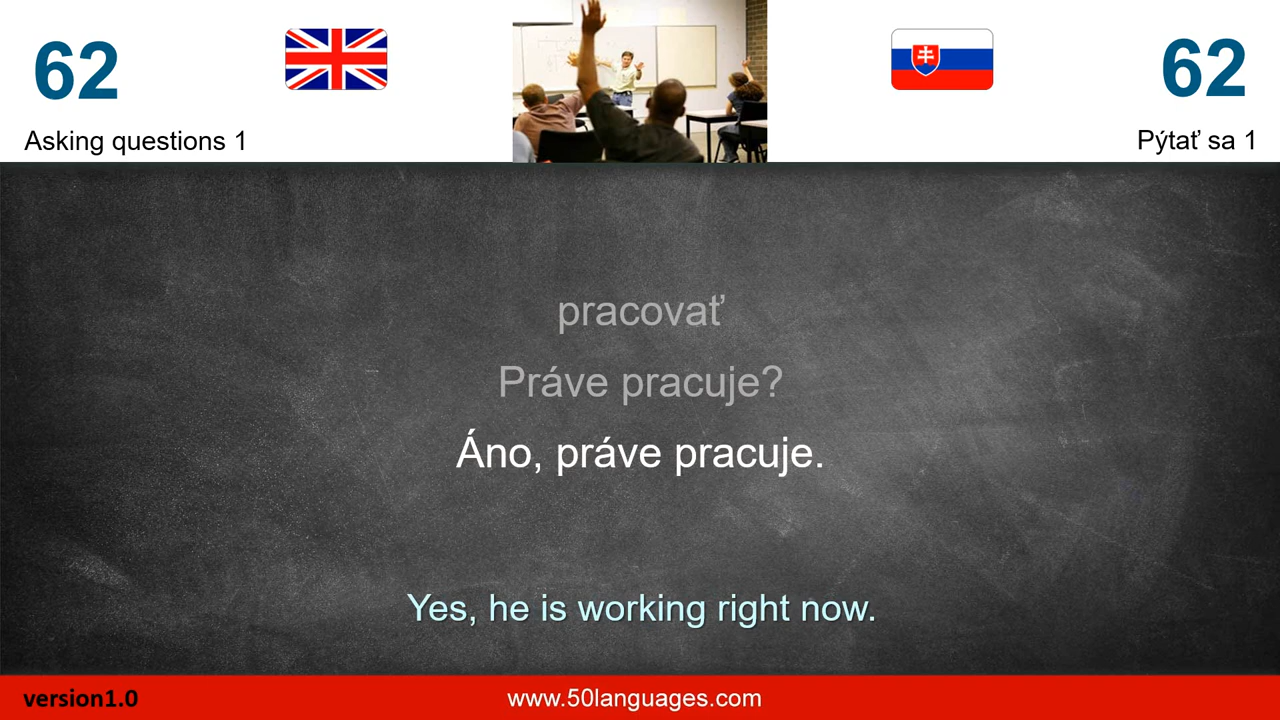 62
62
Asking questions 1
Pýtať sa 1
pracovať
Práve pracuje?
Áno, práve pracuje.
Yes, he is working right now.
version1.0
www.50languages.com